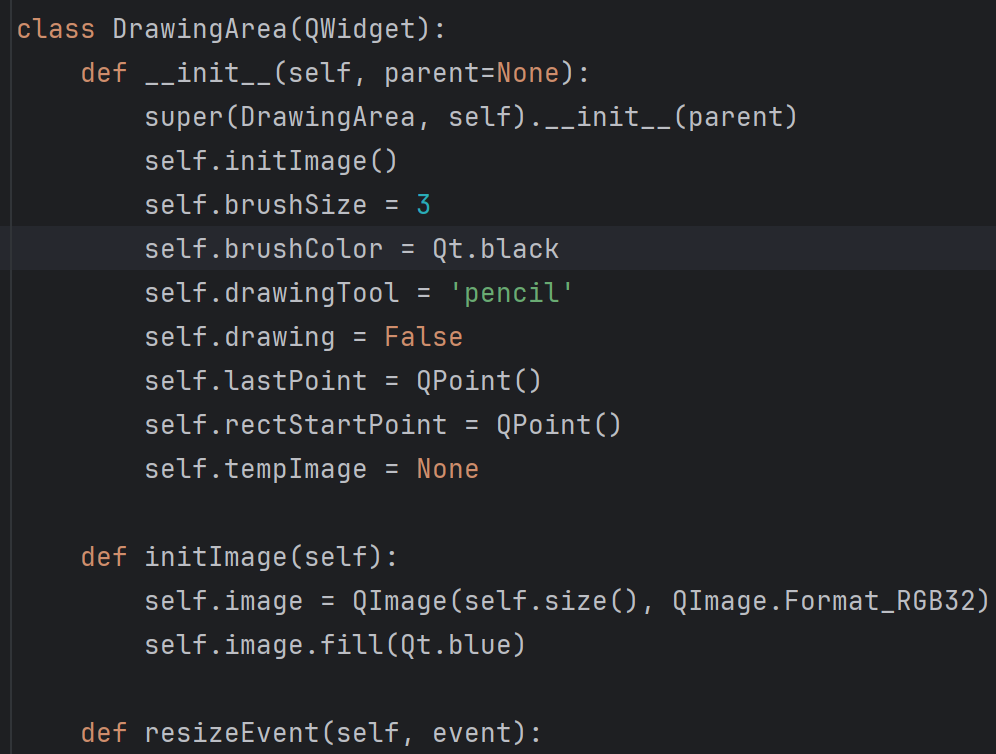 class DrawingArea(QWidget):
    def __init__(self, parent=None):
        super(DrawingArea, self).__init__(parent)
        self.initImage()
        self.brushSize = 3
        self.brushColor = Qt.black
        self.drawingTool = 'pencil'
        self.drawing = False
        self.lastPoint = QPoint()
        self.rectStartPoint = QPoint()
        self.tempImage = None

    def initImage(self):
        self.image = QImage(self.size(), QImage.Format_RGB32)
        self.image.fill(Qt.blue)

    def resizeEvent(self, event):